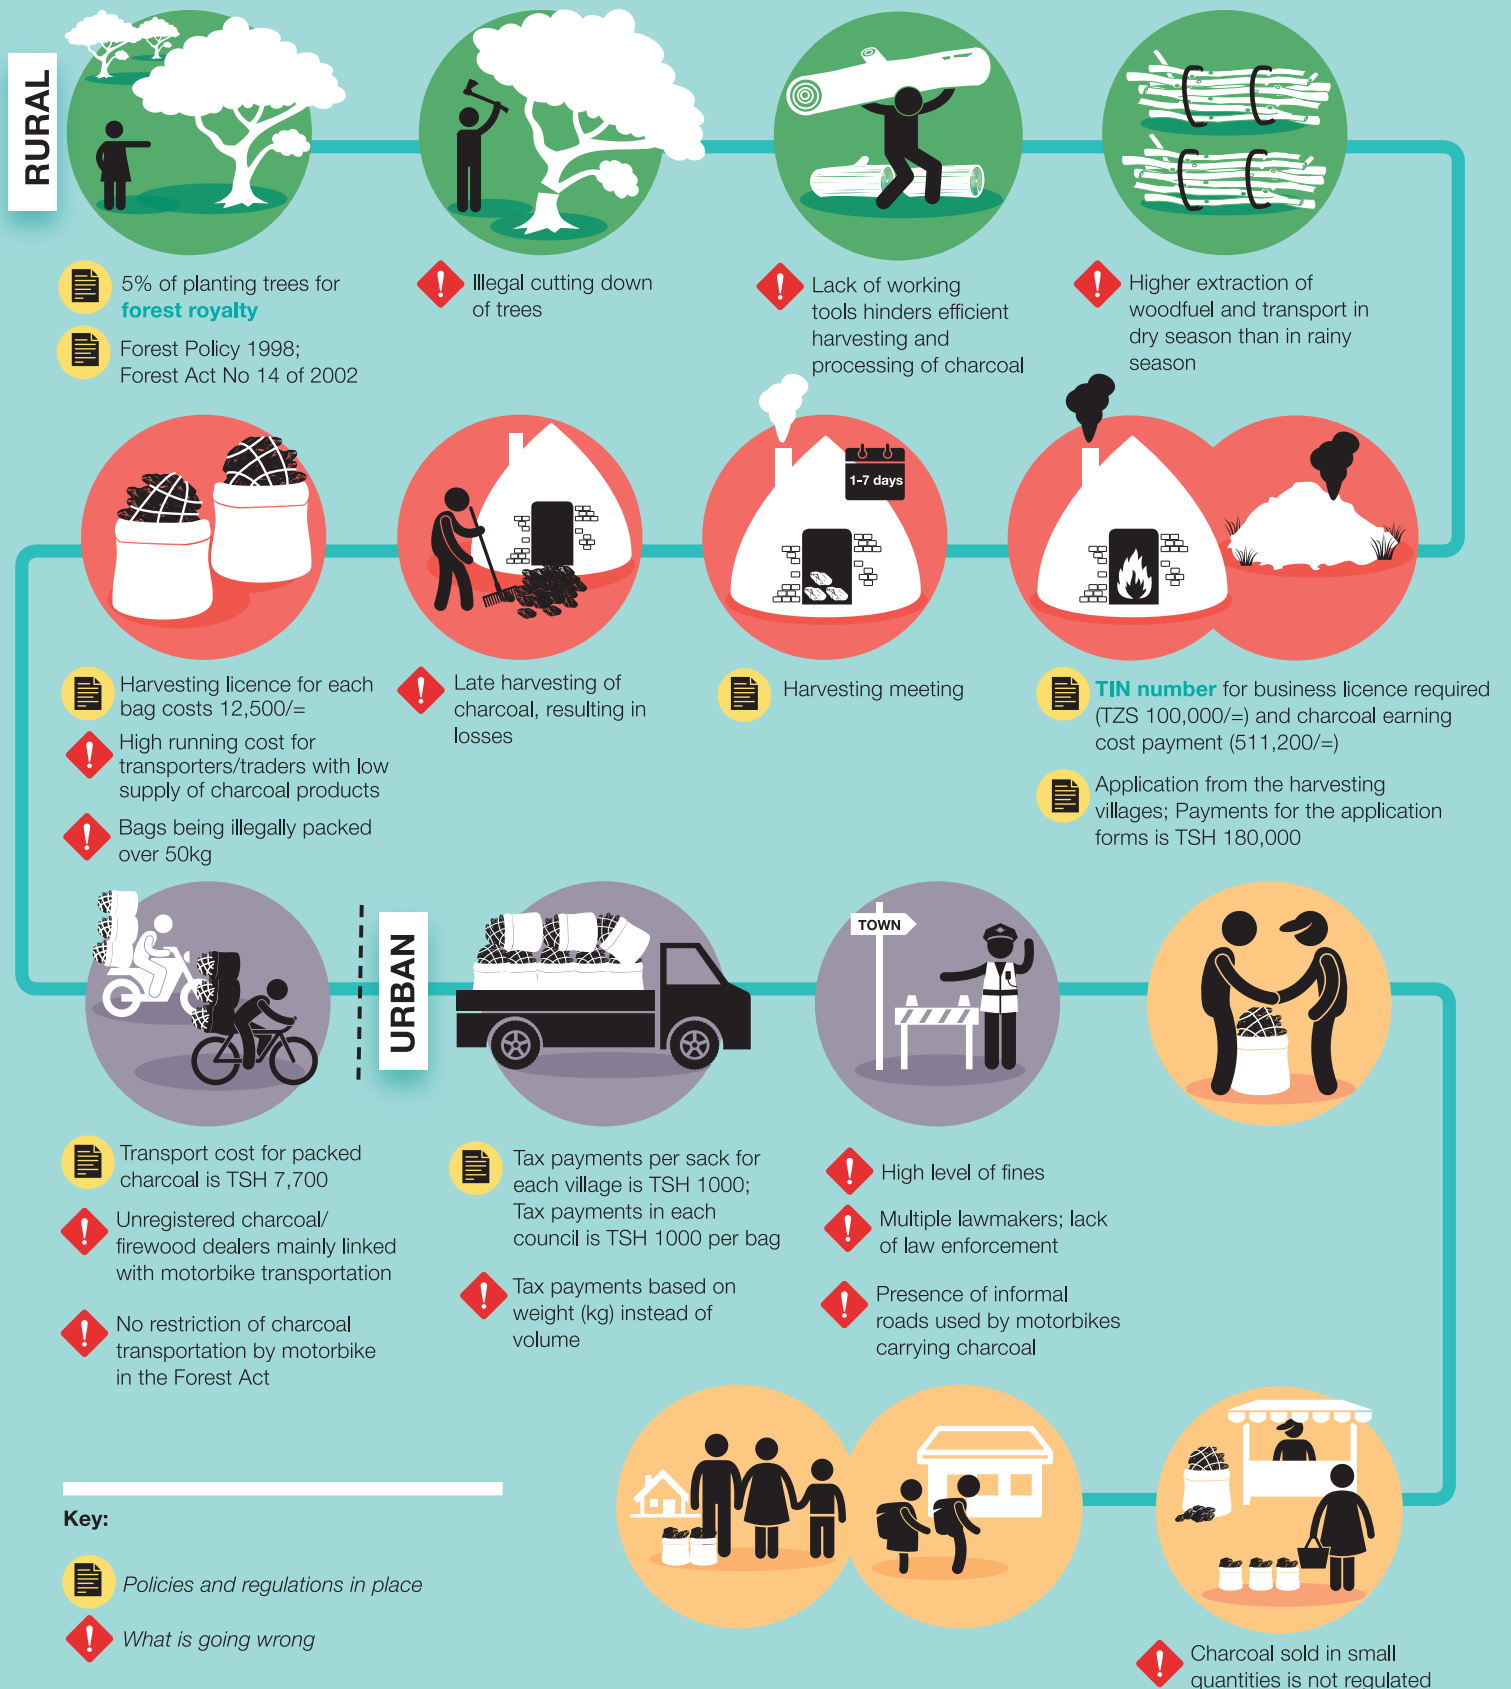 RURAL
5% of planting trees for
forest royalty
Forest Policy 1998;
Forest Act No 14 of 2002
Illegal cutting down
of trees
Lack of working
tools hinders efficient
harvesting and
processing of charcoal
Higher extraction of
woodfuel and transport in
dry season than in rainy
season
1-7 days
Harvesting licence for each
bag costs 12,500/=
High running cost for
transporters/traders with low
supply of charcoal products
Bags being illegally packed
over 50kg
Late harvesting of
charcoal, resulting in
losses
Harvesting meeting
TIN number for business licence required
(TZS 100,000/=) and charcoal earning
cost payment (511,200/=)
Application from the harvesting
villages; Payments for the application
forms is TSH 180,000
URBAN
TOWN
Transport cost for packed
charcoal is TSH 7,700
Unregistered charcoal/
firewood dealers mainly linked
with motorbike transportation
No restriction of charcoal
transportation by motorbike
in the Forest Act
Tax payments per sack for
each village is TSH 1000;
Tax payments in each
council is TSH 1000 per bag
Tax payments based on
weight (kg) instead of
volume
High level of fines
Multiple lawmakers; lack
of law enforcement
Presence of informal
roads used by motorbikes
carrying charcoal
Key:
Policies and regulations in place
What is going wrong
Charcoal sold in small
quantities is not regulated